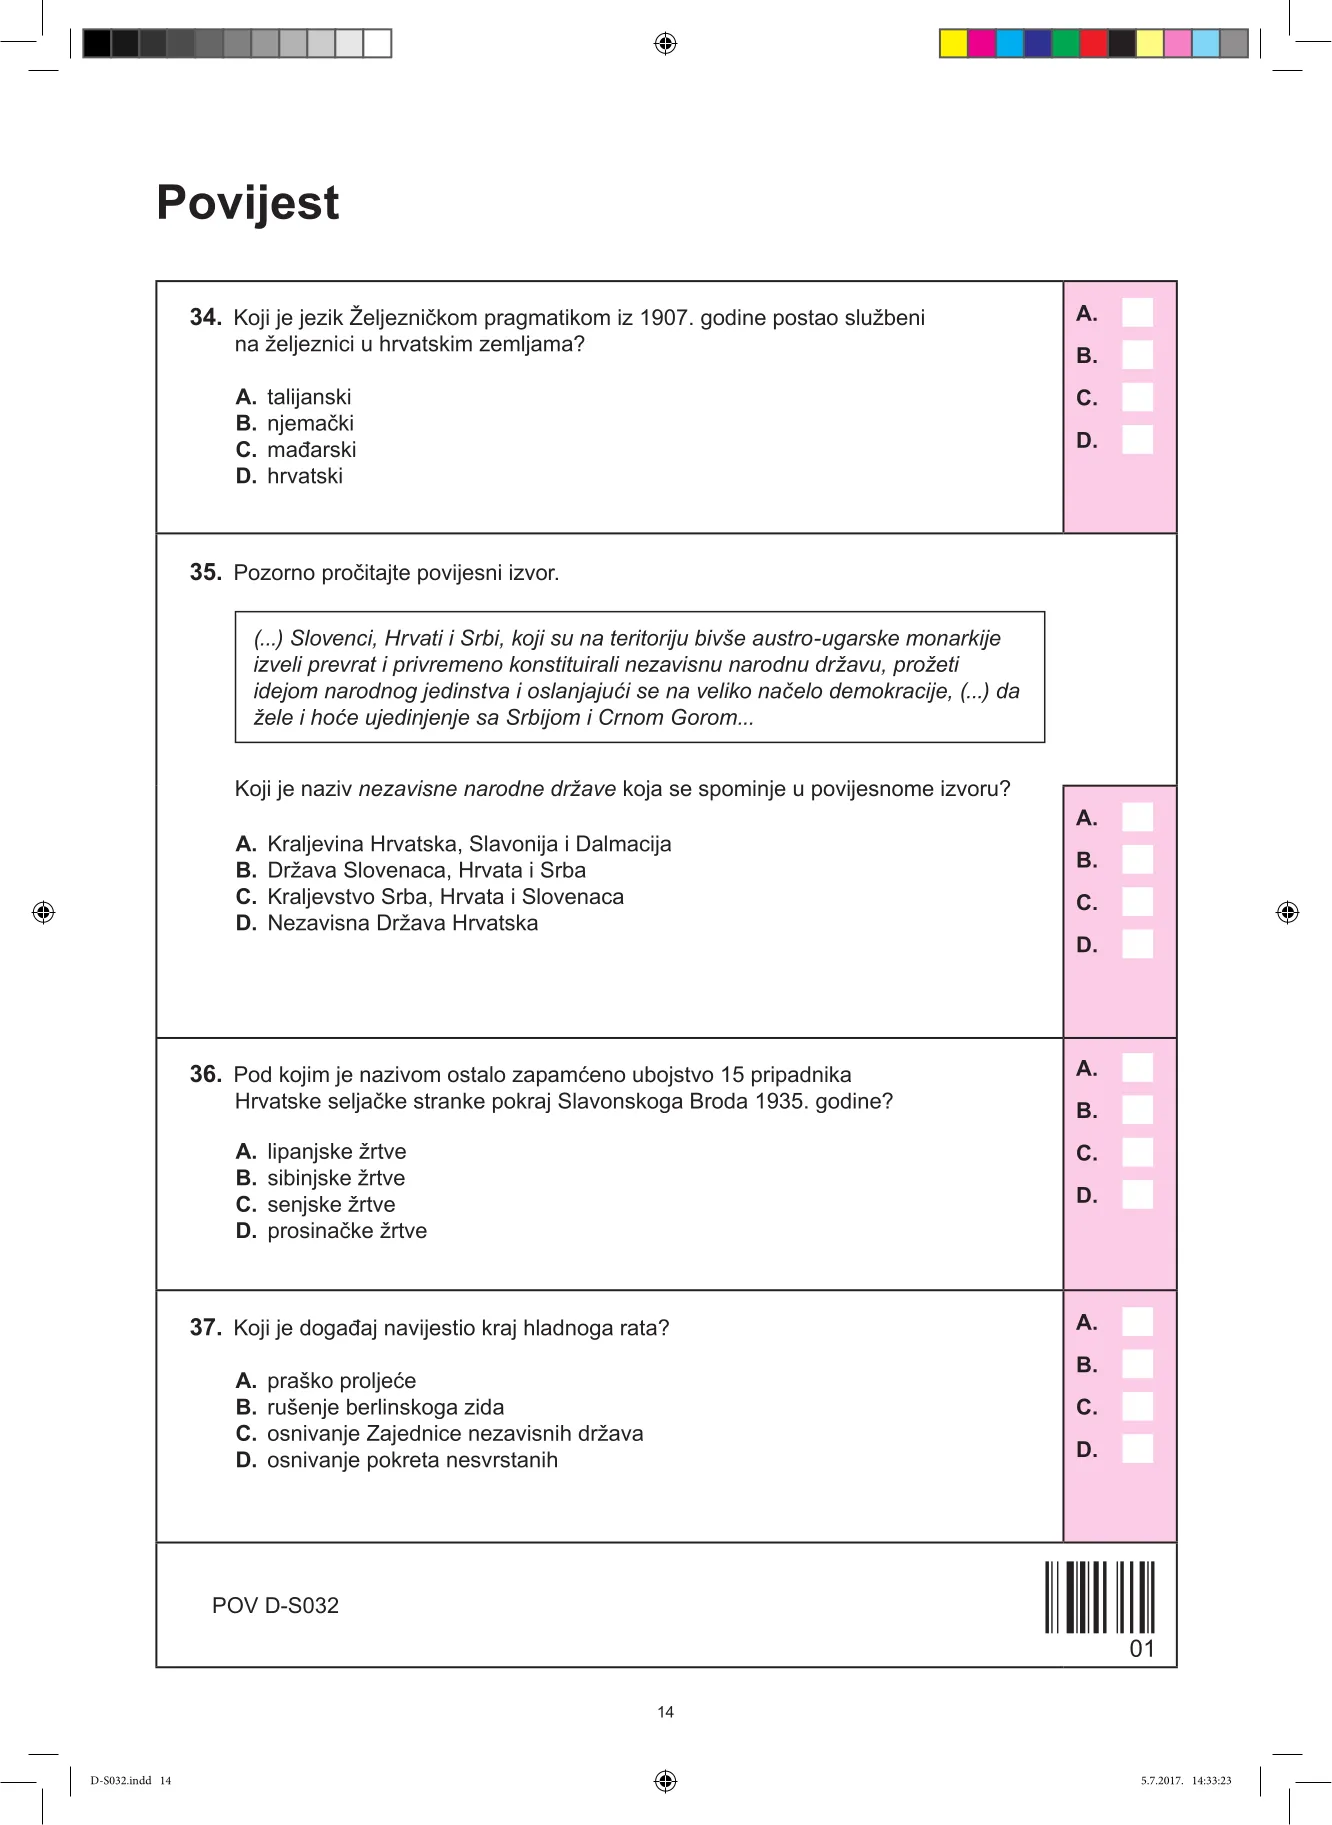 Povijest
34. Koji je jezik Željezničkom pragmatikom iz 1907. godine postao službeni
na željeznici u hrvatskim zemljama?
A. talijanski
B. njemački
C. mađarski
D. hrvatski
A.
B.
C.
D.
35. Pozorno pročitajte povijesni izvor.
(...) Slovenci, Hrvati i Srbi, koji su na teritoriju bivše austro-ugarske monarkije
izveli prevrat i privremeno konstituirali nezavisnu narodnu državu, prožeti
idejom narodnog jedinstva i oslanjajući se na veliko načelo demokracije, (...) da
žele i hoće ujedinjenje sa Srbijom i Crnom Gorom...
Koji je naziv nezavisne narodne države koja se spominje u povijesnome izvoru?
A. Kraljevina Hrvatska, Slavonija i Dalmacija
B. Država Slovenaca, Hrvata i Srba
C. Kraljevstvo Srba, Hrvata i Slovenaca
D. Nezavisna Država Hrvatska
A.
B.
C.
D.
36. Pod kojim je nazivom ostalo zapamćeno ubojstvo 15 pripadnika
Hrvatske seljačke stranke pokraj Slavonskoga Broda 1935. godine?
A. lipanjske žrtve
B. sibinjske žrtve
C. senjske žrtve
D. prosinačke žrtve
A.
B.
C.
D.
37. Koji je događaj navijestio kraj hladnoga rata?
A. praško proljeće
B. rušenje berlinskoga zida
C. osnivanje Zajednice nezavisnih država
D. osnivanje pokreta nesvrstanih
A.
B.
C.
D.
POV D-S032
01
14
D-S032.indd 14
5.7.2017. 14:33:23